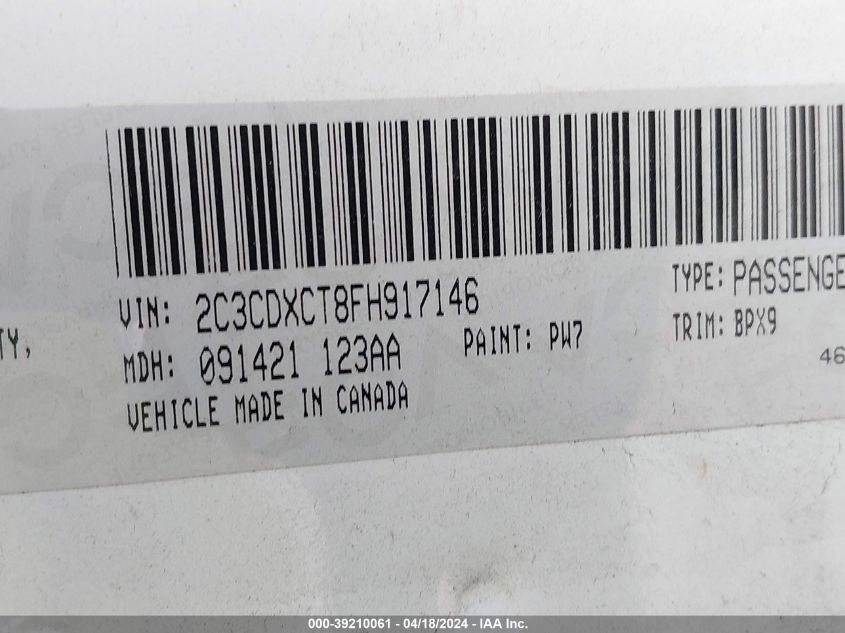 VIN: 2C3CDXCT8FH917146
TYPE: PASSENGE
TY,
MDH: 091421 123AA
PAINT: PW7
TRIM: BPX9
46
VEHICLE MADE IN CANADA
000-39210061 - 04/18/2024 - IAA Inc.